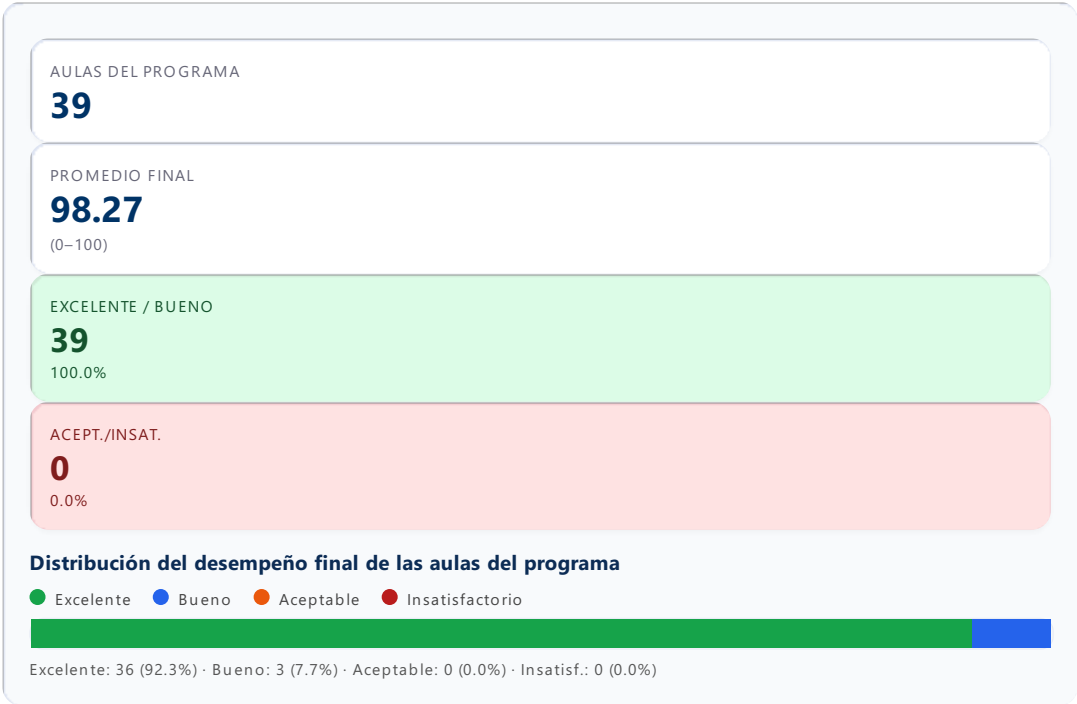 AULAS DEL PROGRAMA
39
PROMEDIO FINAL
98.27
(0–100)
EXCELENTE / BUENO
39
100.0%
ACEPT./INSAT.
0
0.0%
Distribución del desempeño final de las aulas del programa
Excelente Bueno Aceptable Insatisfactorio
Excelente: 36 (92.3%) · Bueno: 3 (7.7%) · Aceptable: 0 (0.0%) · Insatisf.: 0 (0.0%)